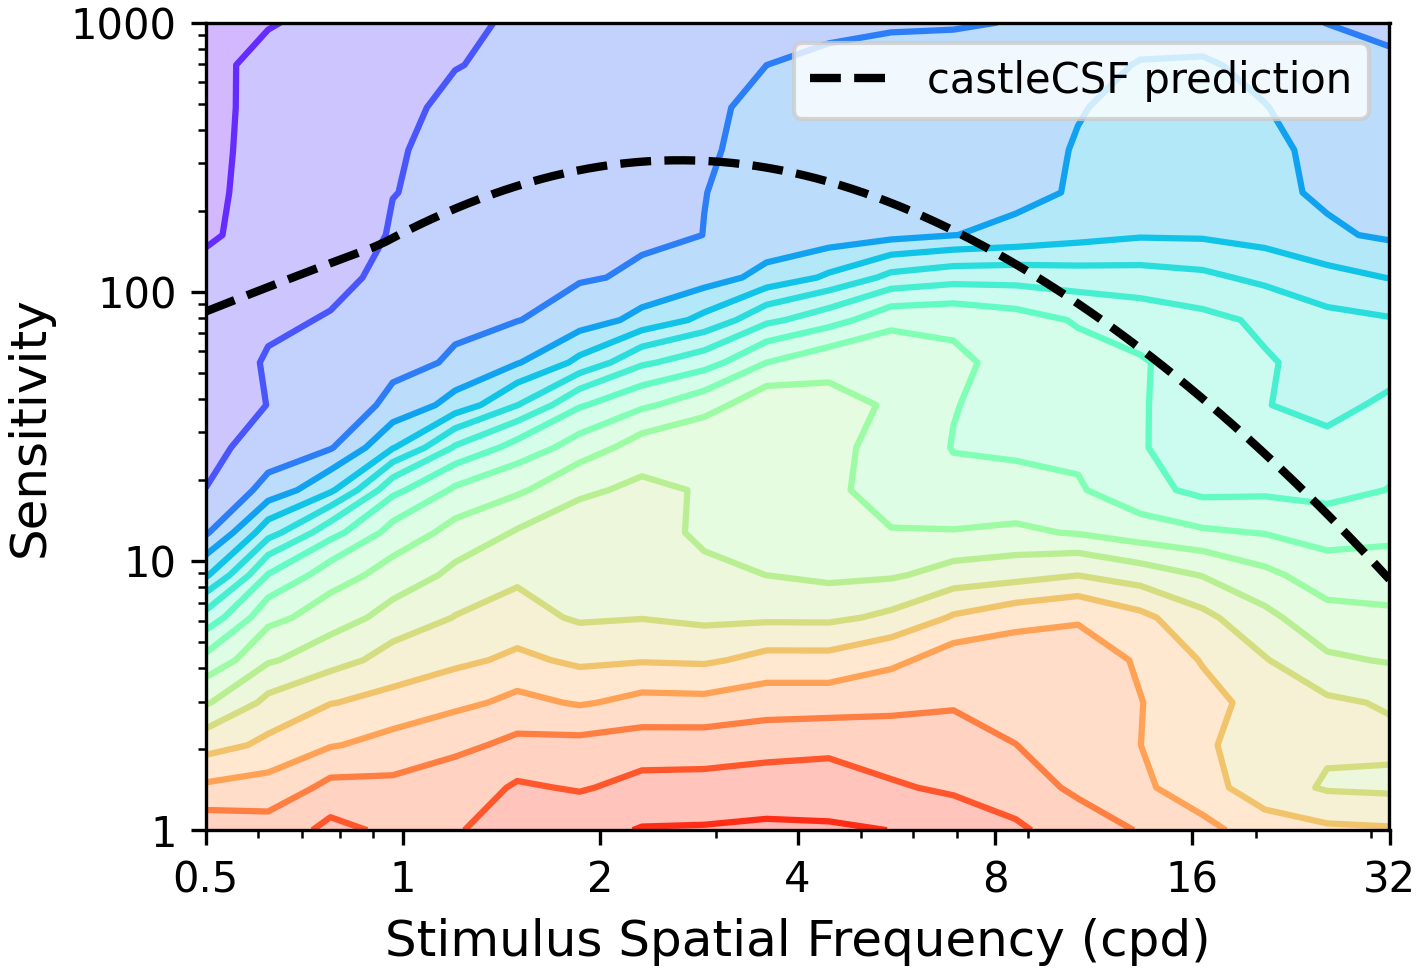 1000
castleCSF prediction
100
Sensitivity
10
1
0.5 1 2 4 8 16 32
Stimulus Spatial Frequency (cpd)